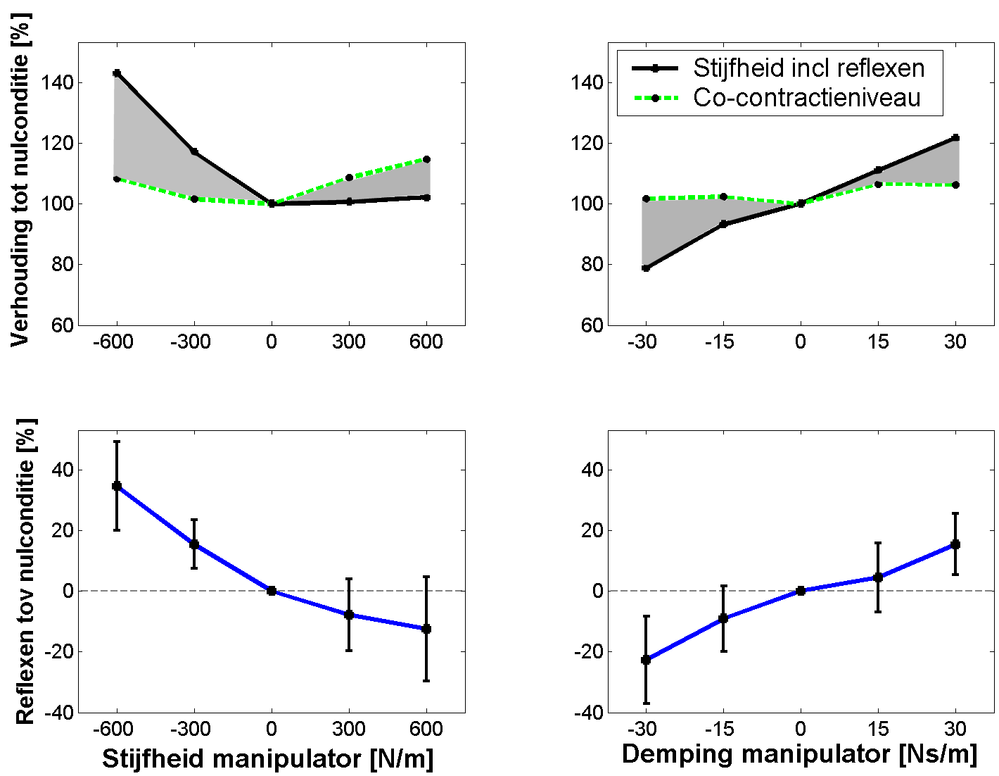 Verhouding tot nulconditie [%]
140
120
100
80
60
-600 -300 0 300 600
Stijfheid incl reflexen
Co-contractieniveau
140
120
100
80
60
-30 -15 0 15 30
Reflexen tov nulconditie [%]
40
20
0
-20
-40
-600 -300 0 300 600
Stijfheid manipulator [N/m]
40
20
0
-20
-40
-30 -15 0 15 30
Demping manipulator [Ns/m]